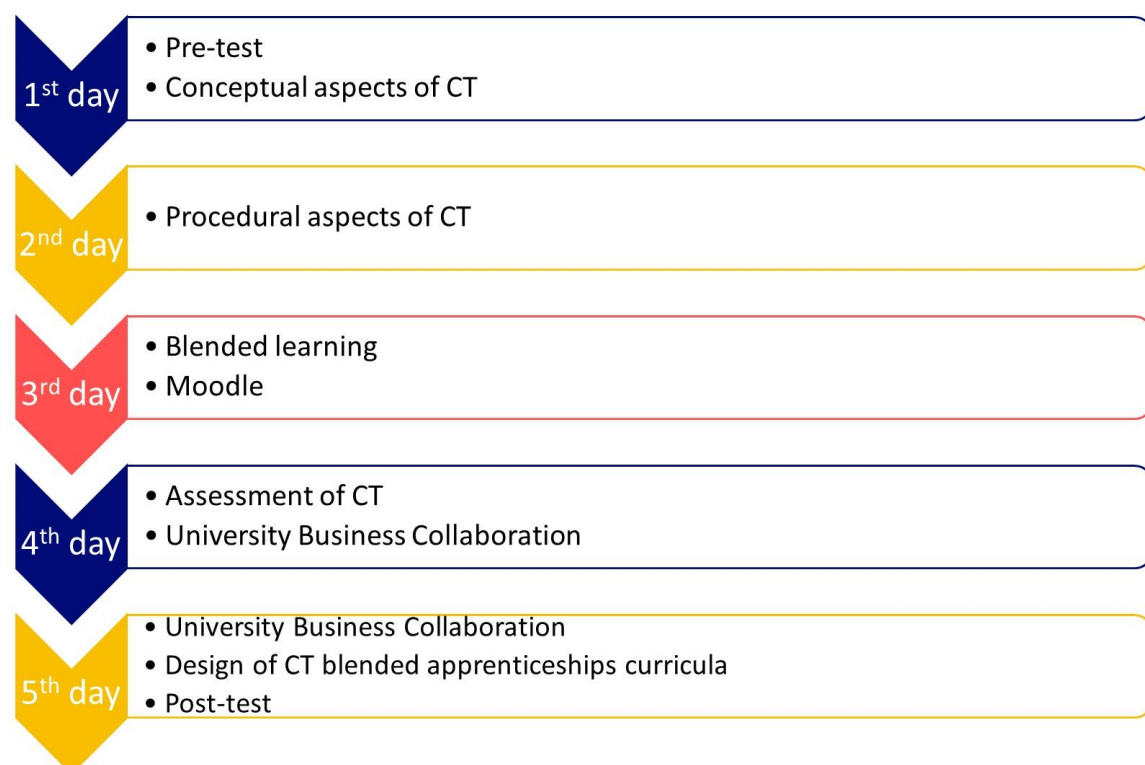 1st day
• Pre-test
• Conceptual aspects of CT
2nd day
• Procedural aspects of CT
3rd day
• Blended learning
• Moodle
4th day
• Assessment of CT
• University Business Collaboration
5th day
• University Business Collaboration
• Design of CT blended apprenticeships curricula
• Post-test